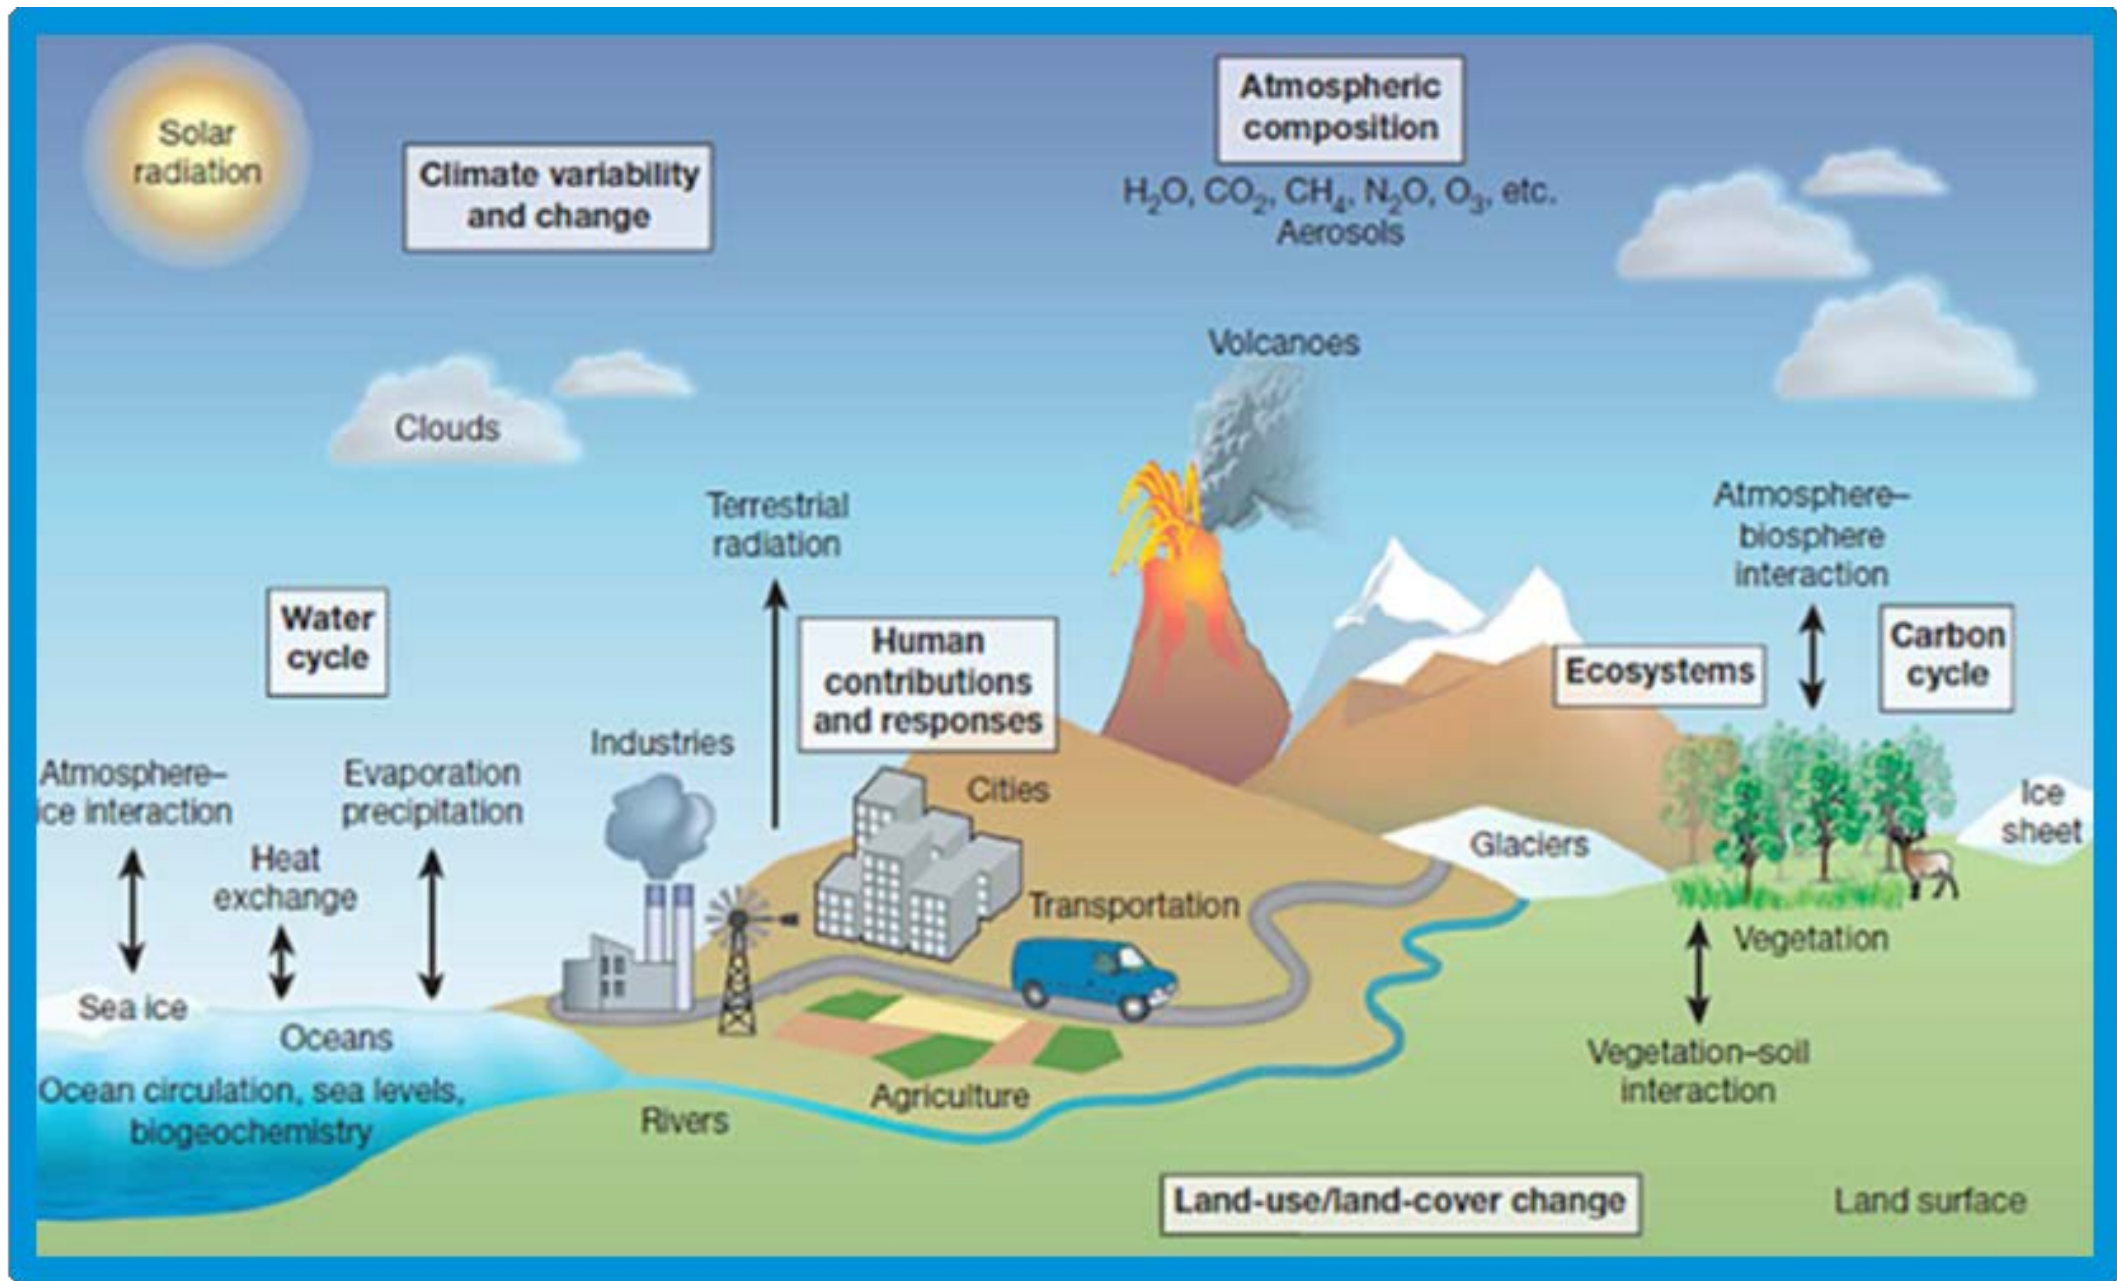 Solar
radiation
Climate variability
and change
Atmospheric
composition
H₂O, CO₂, CH₄, N₂O, O₃, etc.
Aerosols
Volcanoes
Clouds
Terrestrial
radiation
Atmosphere–
biosphere
interaction
Water
cycle
Human
contributions
and responses
Ecosystems
Carbon
cycle
Industries
Atmosphere–
ice interaction
Evaporation
precipitation
Heat
exchange
Cities
Transportation
Glaciers
Ice
sheet
Vegetation
Sea ice
Oceans
Ocean circulation, sea levels,
biogeochemistry
Rivers
Agriculture
Vegetation–soil
interaction
Land-use/land-cover change
Land surface